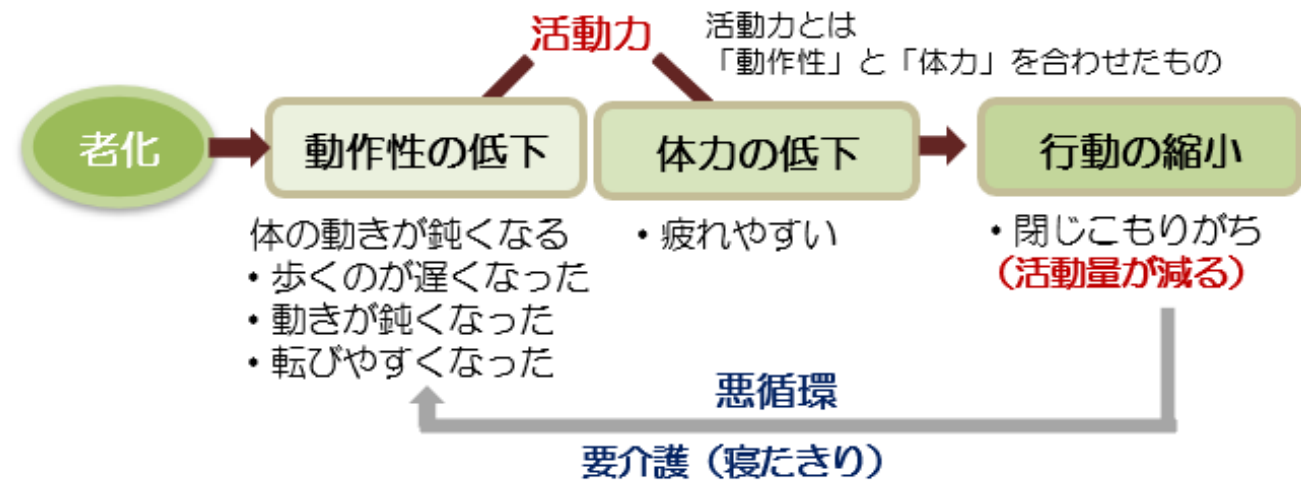 活動力
活動力とは
「動作性」と「体力」を合わせたもの
老化
動作性の低下
体力の低下
行動の縮小
体の動きが鈍くなる
・歩くのが遅くなった
・動きが鈍くなった
・転びやすくなった
・疲れやすい
・閉じこもりがち
（活動量が減る）
悪循環
要介護（寝たきり）